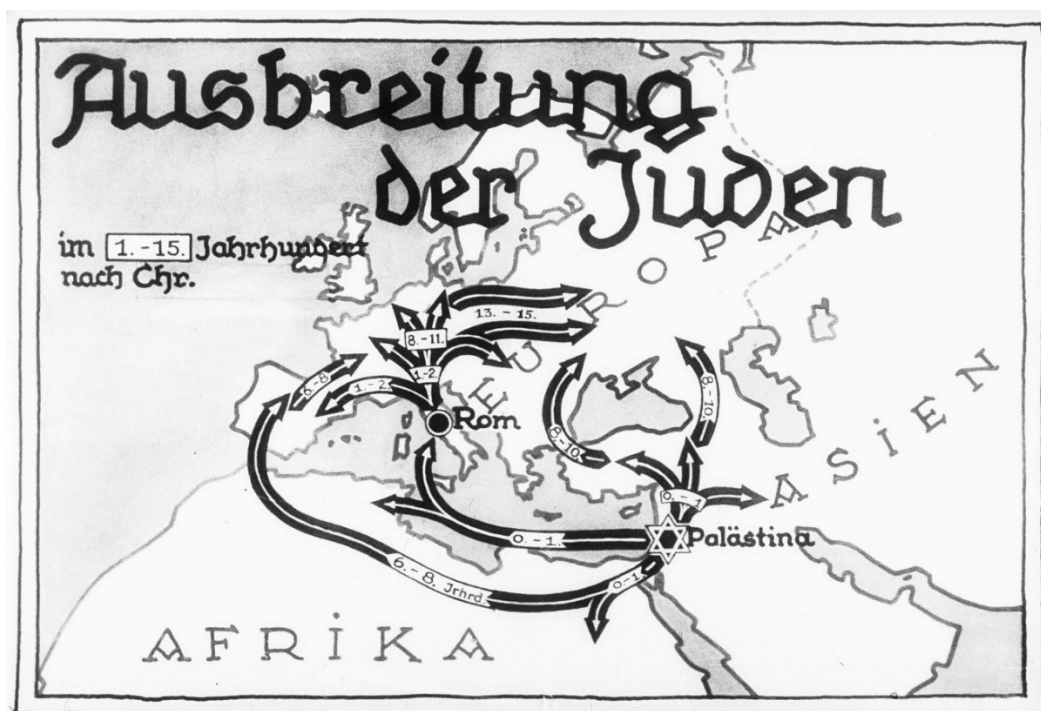 Ausbreitung
der Juden
im 1.-15. Jahrhundert
nach Chr.
EUROPA
ASiEN
AFRiKA
13. - 15.
8.-11.
1.-2.
6.-8
1.-2.
Rom
8.-10.
8.-10.
0.-1
Palästina
0.-1.
0-1.
6.-8. Jrhrd.